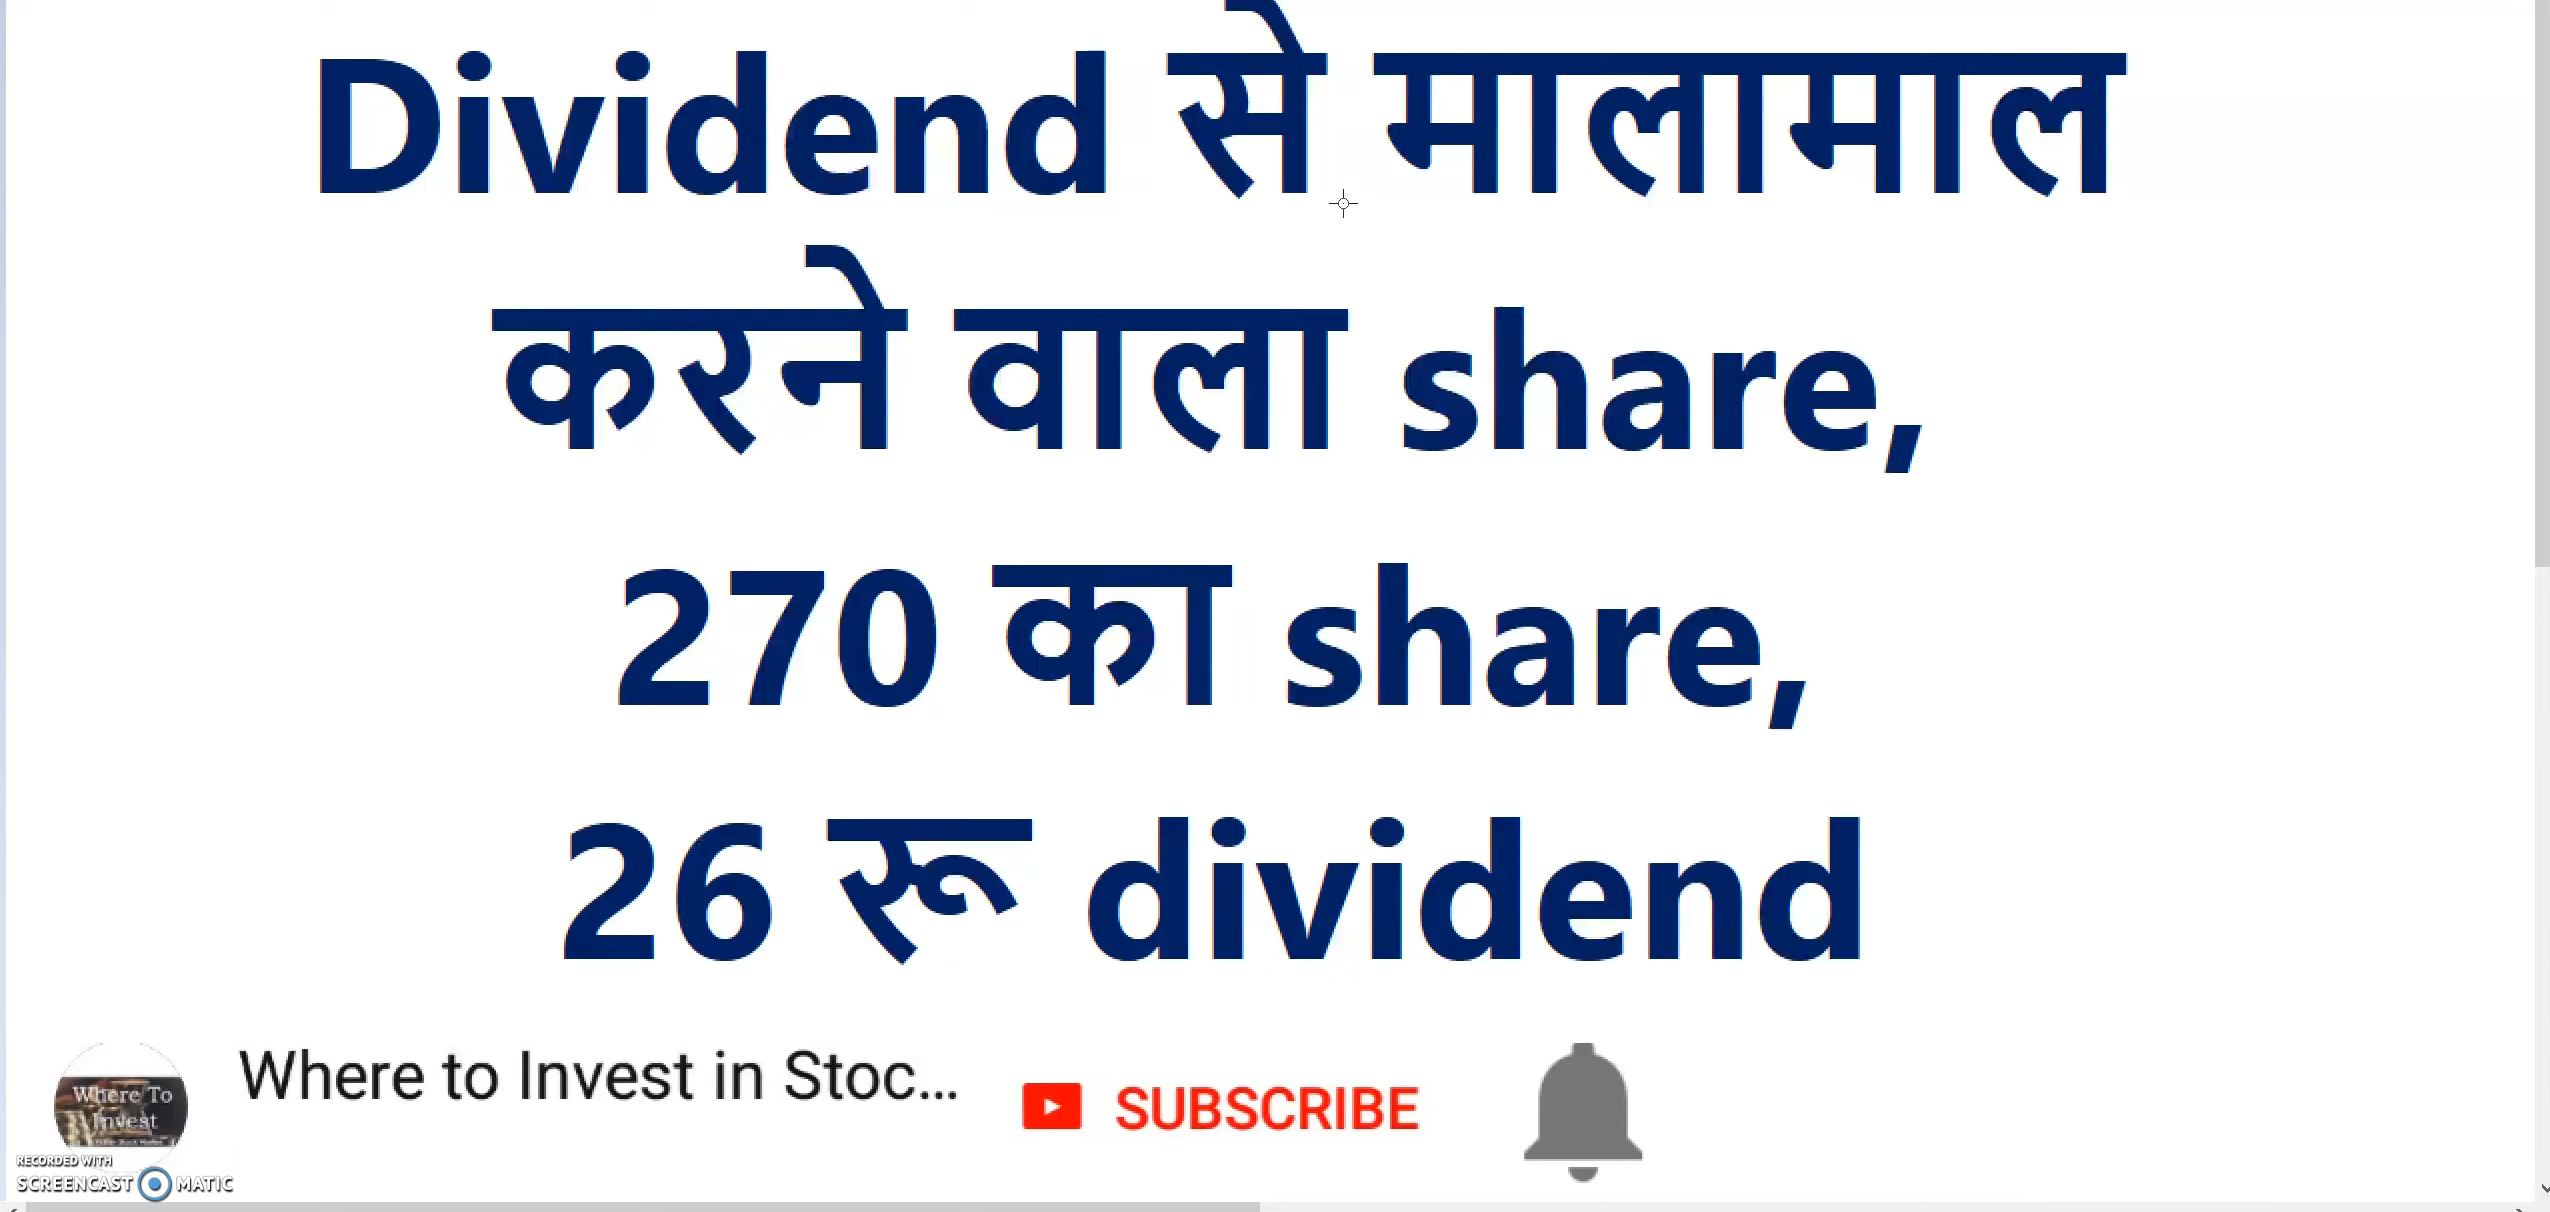 Dividend से मालामाल
करने वाला share,
270 का share,
26 रू dividend
Where to Invest in Stoc...
SUBSCRIBE
Where To
Invest
RECORDED WITH
SCREENCAST MATIC